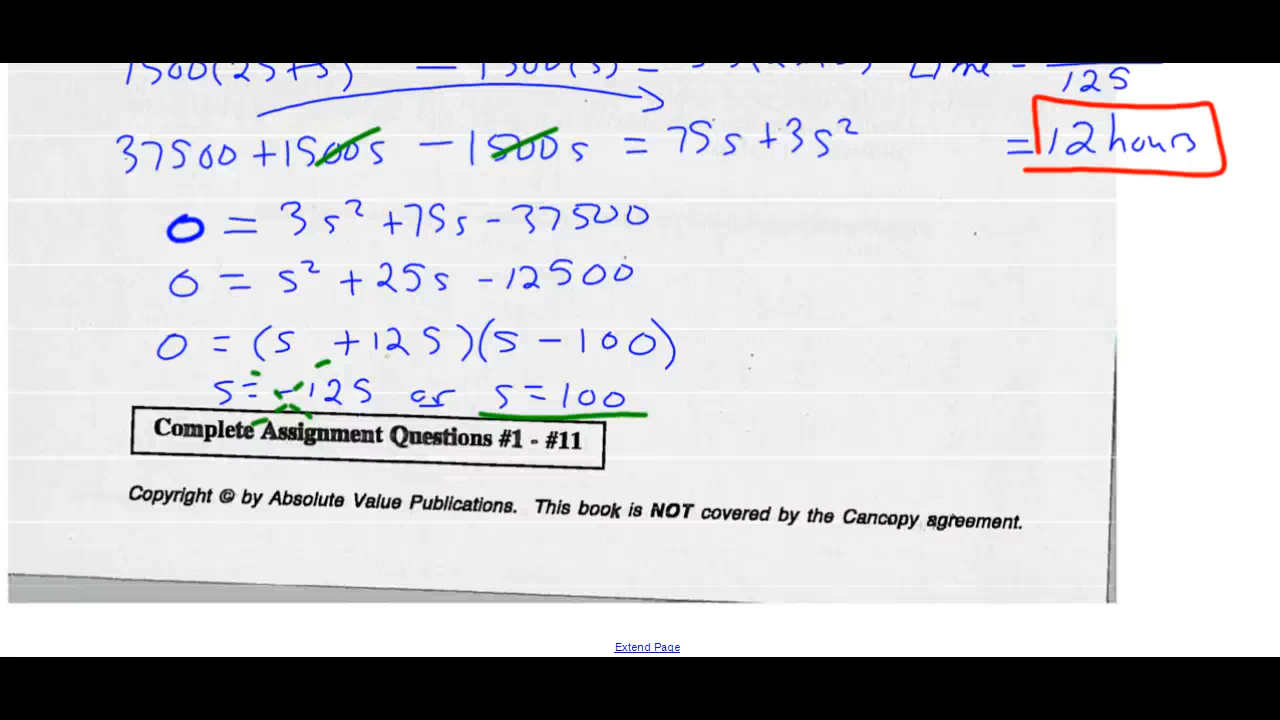 125
37500 + 1500s - 1500s = 75s + 3s²
= 12 hours
0 = 3s² + 75s - 37500
0 = s² + 25s - 12500
0 = (s + 125)(s - 100)
s = -125 or s = 100
Complete Assignment Questions #1 - #11
Copyright © by Absolute Value Publications. This book is NOT covered by the Cancopy agreement.
Extend Page